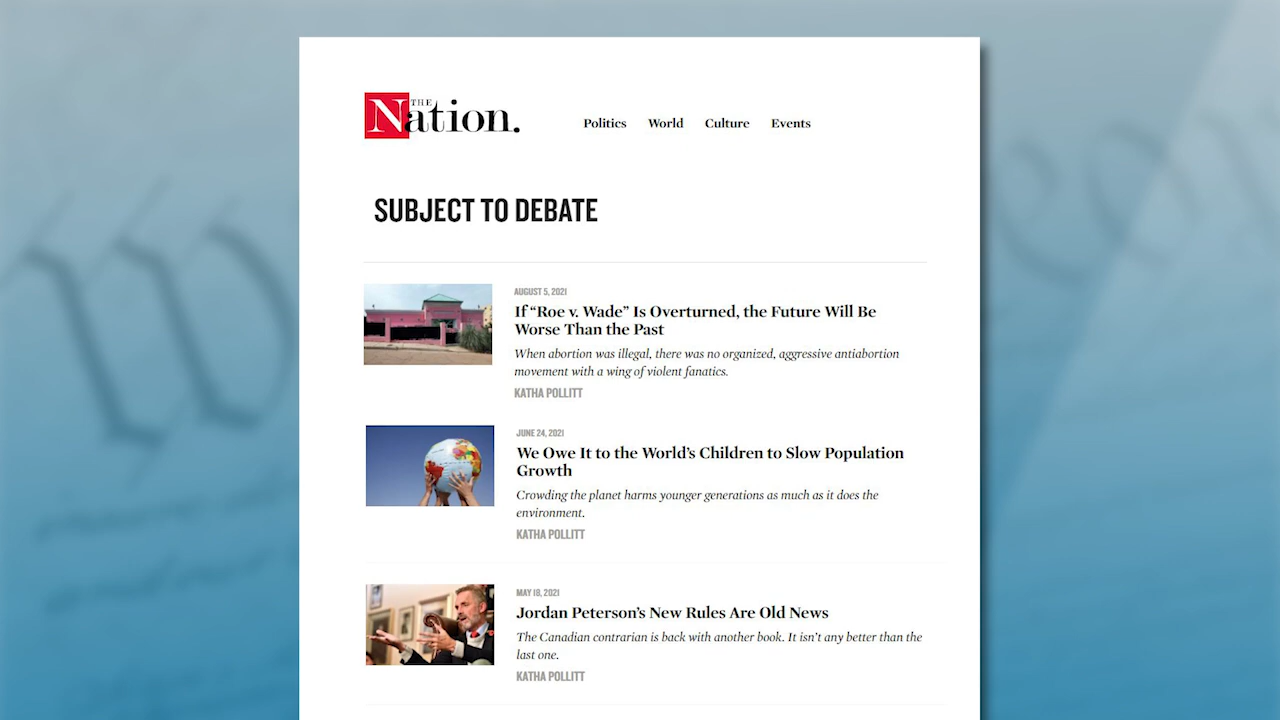 THE
Nation.
Politics World Culture Events
SUBJECT TO DEBATE
AUGUST 5, 2021
If “Roe v. Wade” Is Overturned, the Future Will Be
Worse Than the Past
When abortion was illegal, there was no organized, aggressive antiabortion
movement with a wing of violent fanatics.
KATHA POLLITT
JUNE 24, 2021
We Owe It to the World’s Children to Slow Population
Growth
Crowding the planet harms younger generations as much as it does the
environment.
KATHA POLLITT
MAY 18, 2021
Jordan Peterson’s New Rules Are Old News
The Canadian contrarian is back with another book. It isn’t any better than the
last one.
KATHA POLLITT